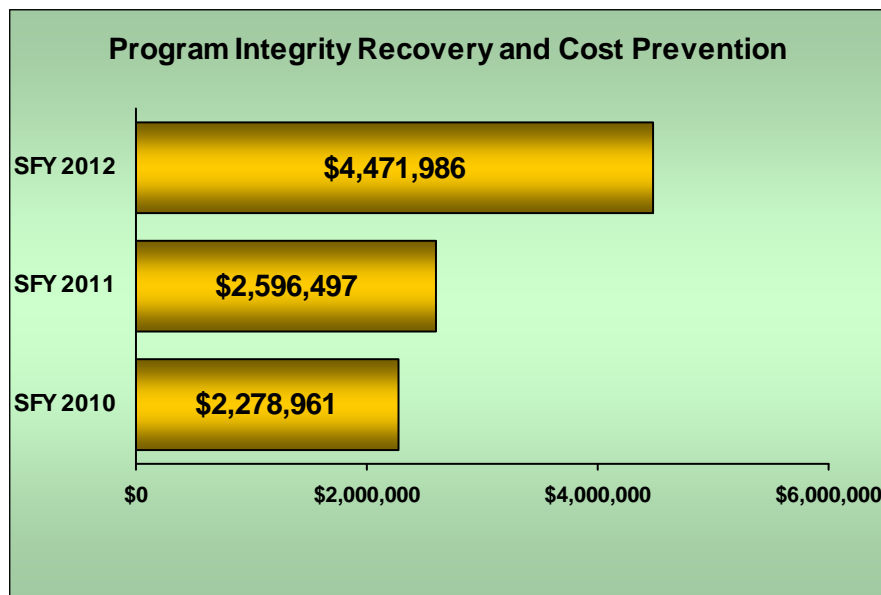 Program Integrity Recovery and Cost Prevention
SFY 2012
$4,471,986
SFY 2011
$2,596,497
SFY 2010
$2,278,961
$0 $2,000,000 $4,000,000 $6,000,000